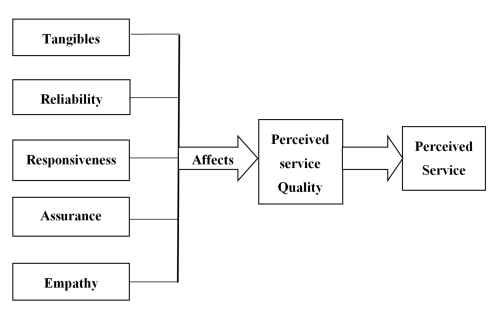 Tangibles
Reliability
Responsiveness
Assurance
Empathy
Affects
Perceived
service
Quality
Perceived
Service